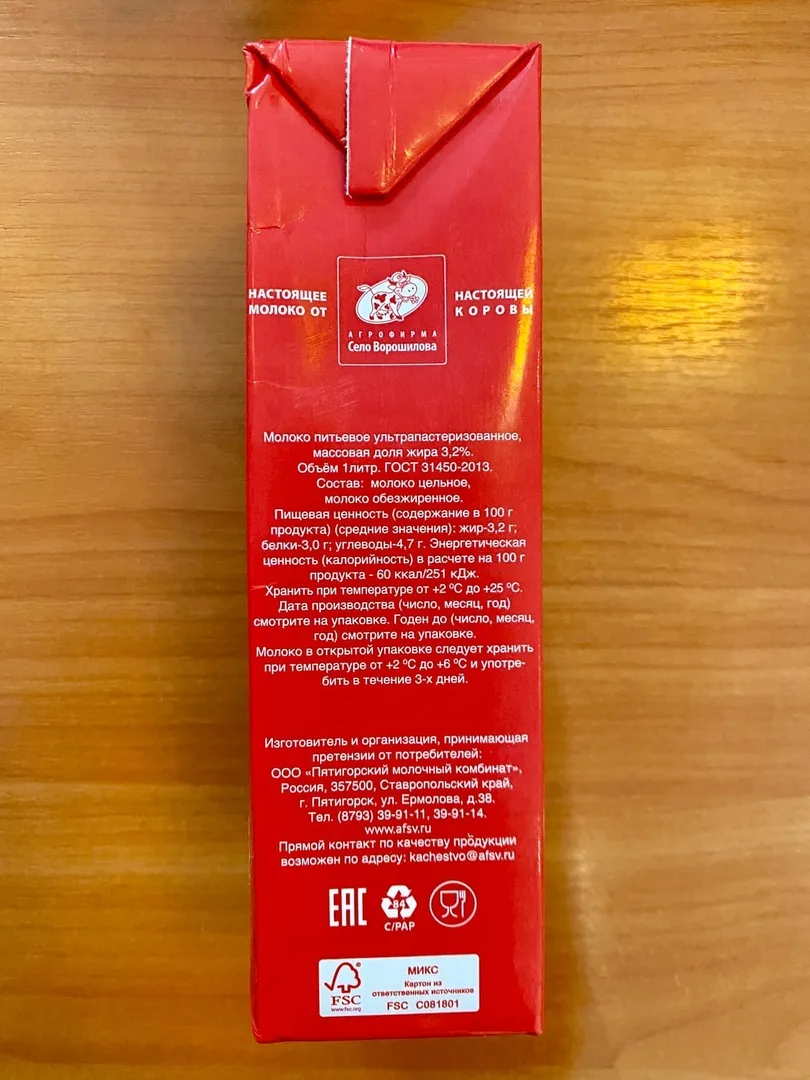 НАСТОЯЩЕЕ
МОЛОКО ОТ
АГРОФИРМА
Село Ворошилова
НАСТОЯЩЕЙ
КОРОВЫ
Молоко питьевое ультрапастеризованное,
массовая доля жира 3,2%.
Объём 1литр. ГОСТ 31450-2013.
Состав: молоко цельное,
молоко обезжиренное.
Пищевая ценность (содержание в 100 г
продукта) (средние значения): жир-3,2 г;
белки-3,0 г; углеводы-4,7 г. Энергетическая
ценность (калорийность) в расчете на 100 г
продукта - 60 ккал/251 кДж.
Хранить при температуре от +2 ºС до +25 ºС.
Дата производства (число, месяц, год)
смотрите на упаковке. Годен до (число, месяц,
год) смотрите на упаковке.
Молоко в открытой упаковке следует хранить
при температуре от +2 ºС до +6 ºС и употре-
бить в течение 3-х дней.
Изготовитель и организация, принимающая
претензии от потребителей:
ООО «Пятигорский молочный комбинат»,
Россия, 357500, Ставропольский край,
г. Пятигорск, ул. Ермолова, д.38.
Тел. (8793) 39-91-11, 39-91-14.
www.afsv.ru
Прямой контакт по качеству продукции
возможен по адресу: kachestvo@afsv.ru
EAC
84
C/PAP
FSC
www.fsc.org
МИКС
Картон из
ответственных источников
FSC C081801